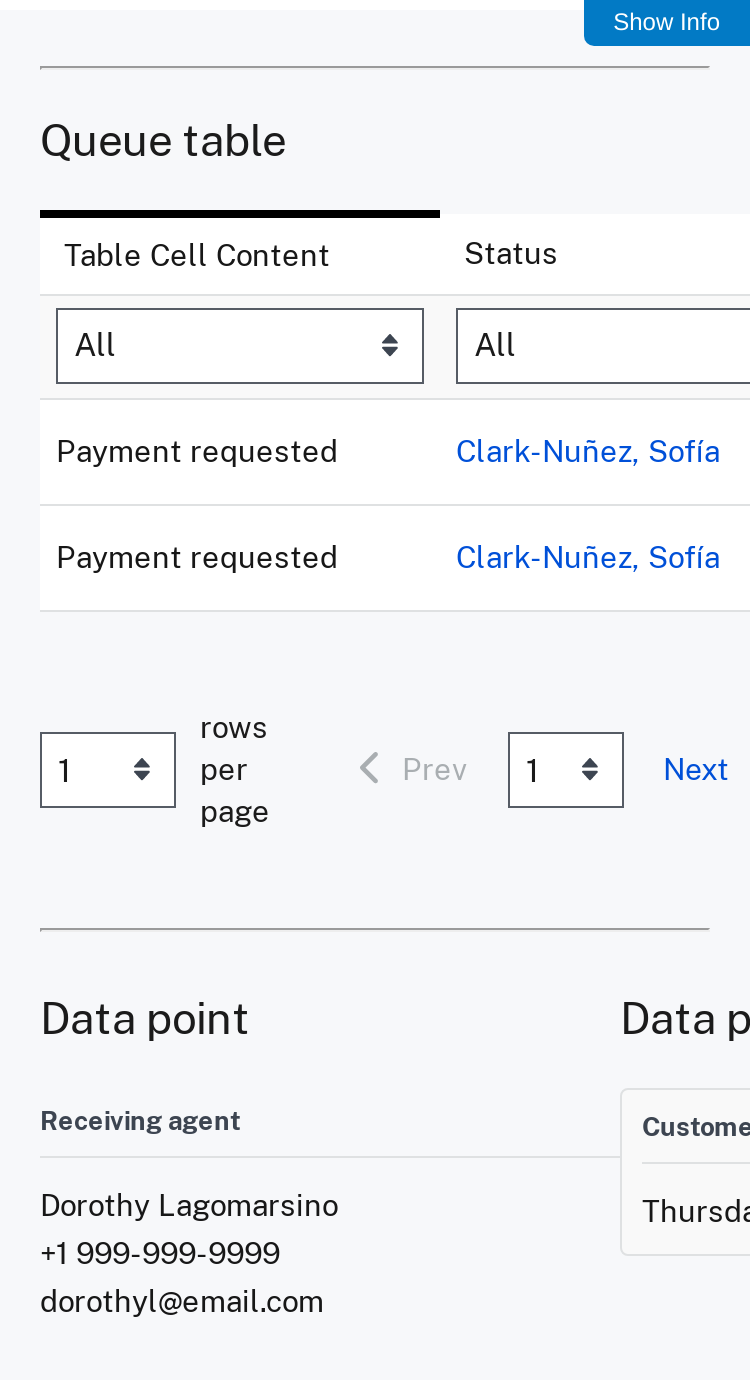 Show Info
Queue table
Table Cell Content Status
All All
Payment requested Clark-Nuñez, Sofía
Payment requested Clark-Nuñez, Sofía
1 rows per page Prev 1 Next
Data point Data p
Receiving agent Custome
Dorothy Lagomarsino Thursda
+1 999-999-9999
dorothyl@email.com